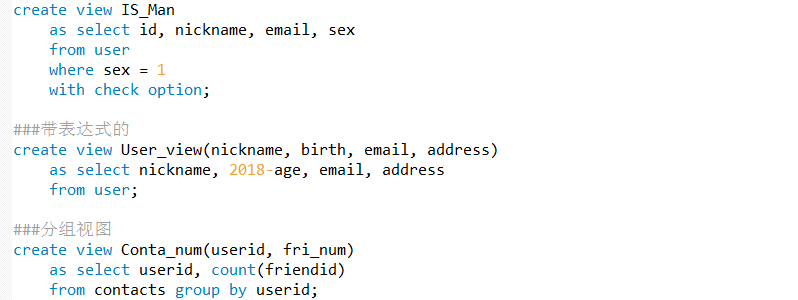 create view IS_Man
    as select id, nickname, email, sex
    from user
    where sex = 1
    with check option;

###带表达式的
create view User_view(nickname, birth, email, address)
    as select nickname, 2018-age, email, address
    from user;

###分组视图
create view Conta_num(userid, fri_num)
    as select userid, count(friendid)
    from contacts group by userid;